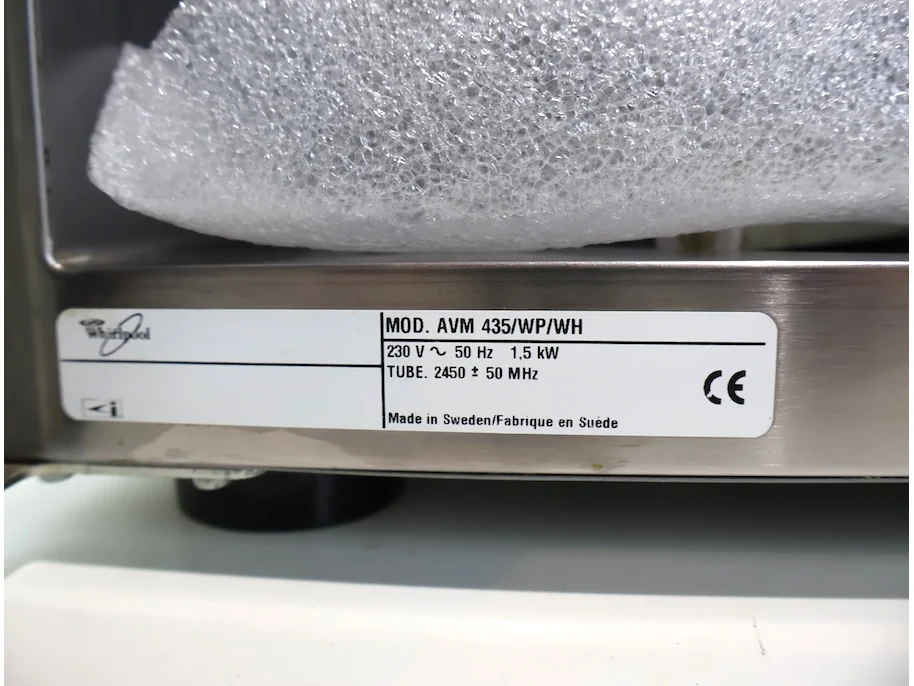 Whirlpool
MOD. AVM 435/WP/WH
230 V ~ 50 Hz 1,5 kW
TUBE. 2450 ± 50 MHz
CE
i
Made in Sweden/Fabrique en Suéde